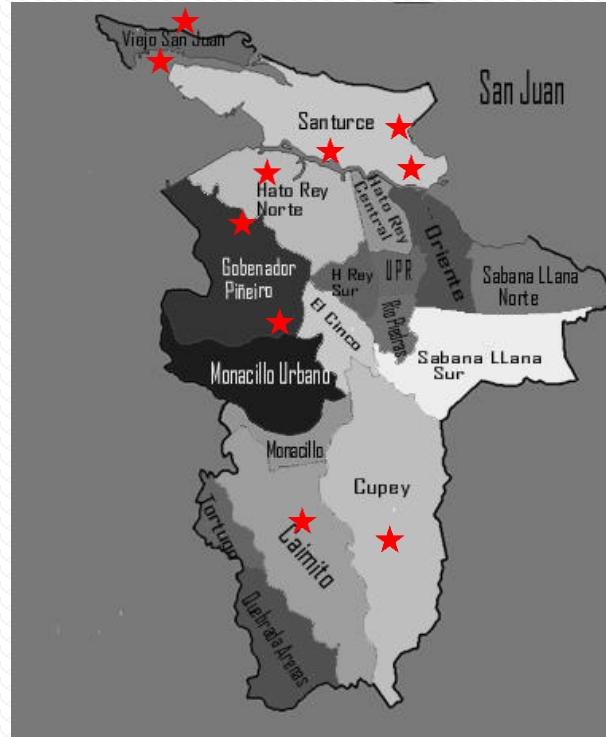 Viejo San Juan
San Juan
Santurce
Hato Rey
Norte
Hato Rey
Central
Oriente
Gobenador
Piñeiro
H Rey
Sur
UPR
Rio Piedras
Sabana LLana
Norte
El Cinco
Sabana LLana
Sur
Monacillo Urbano
Monacillo
Cupey
Caimito
Tortugo
Quebrada Arenas